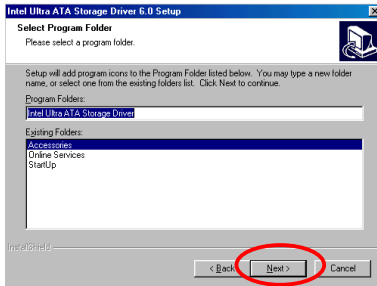 Intel Ultra ATA Storage Driver 6.0 Setup
Select Program Folder
Please select a program folder.
Setup will add program icons to the Program Folder listed below. You may type a new folder
name, or select one from the existing folders list. Click Next to continue.
Program Folders:
Intel Ultra ATA Storage Driver
Existing Folders:
Accessories
Online Services
StartUp
InstallShield
< Back
Next >
Cancel